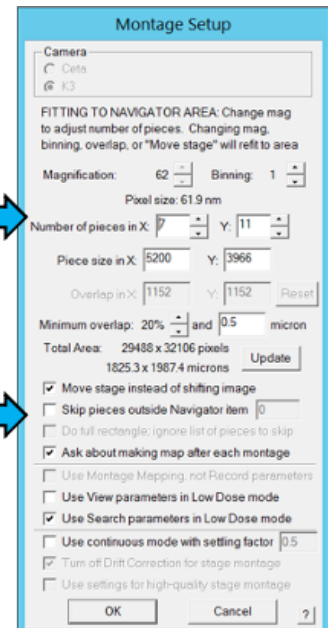 Montage Setup
Camera
Ceta
K3
FITTING TO NAVIGATOR AREA: Change mag
to adjust number of pieces. Changing mag,
binning, overlap, or "Move stage" will refit to area
Magnification: 62 Binning: 1
Pixel size: 61.9 nm
Number of pieces in X: 7 Y: 11
Piece size in X: 5200 Y: 3966
Overlap in X: 1152 Y: 1152 Reset
Minimum overlap: 20% and 0.5 micron
Total Area: 29488 x 32106 pixels
1825.3 x 1987.4 microns Update
Move stage instead of shifting image
Skip pieces outside Navigator item 0
Do full rectangle; ignore list of pieces to skip
Ask about making map after each montage
Use Montage Mapping, not Record parameters
Use View parameters in Low Dose mode
Use Search parameters in Low Dose mode
Use continuous mode with settling factor 0.5
Turn off Drift Correction for stage montage
Use settings for high-quality stage montage
OK Cancel ?